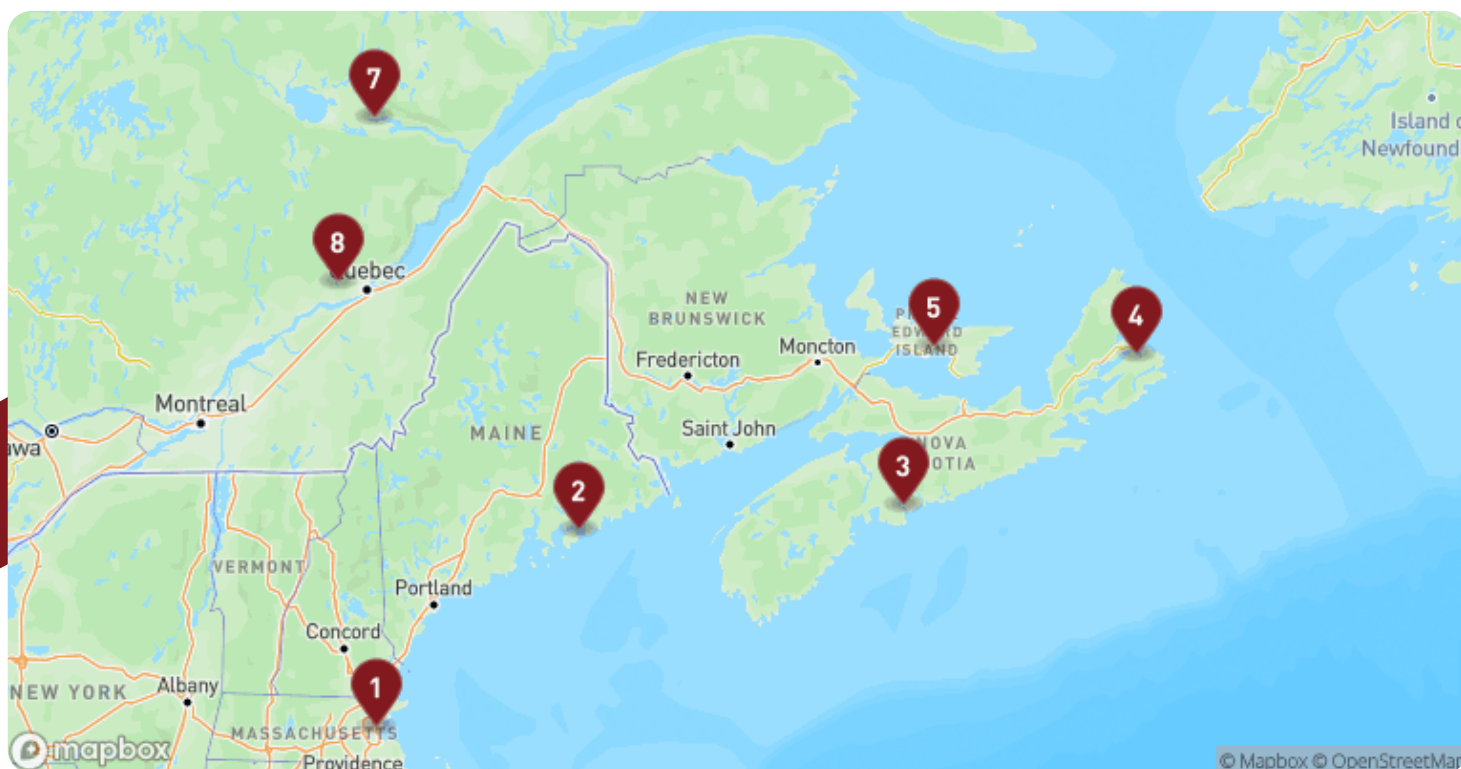 7
Island
Newfound
8
Quebec
NEW
BRUNSWICK
5
EDWARD
ISLAND
4
Moncton
Fredericton
Montreal
awa
MAINE
Saint John
3
NOVA
OTIA
2
VERMONT
Portland
Concord
1
NEW YORK
Albany
MASSACHUSETTS
mapbox
Providence
© Mapbox © OpenStreetMap